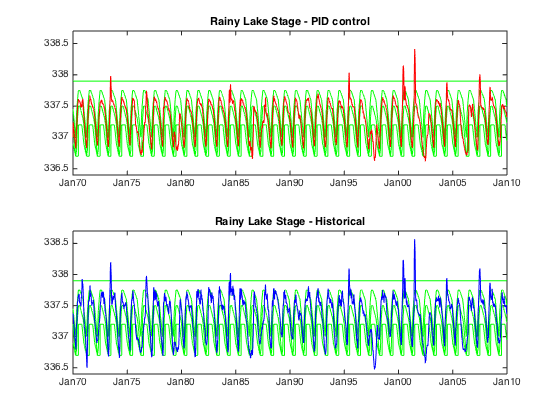 Rainy Lake Stage - PID control
338.5
338
337.5
337
336.5
Jan70 Jan75 Jan80 Jan85 Jan90 Jan95 Jan00 Jan05 Jan10
Rainy Lake Stage - Historical
338.5
338
337.5
337
336.5
Jan70 Jan75 Jan80 Jan85 Jan90 Jan95 Jan00 Jan05 Jan10